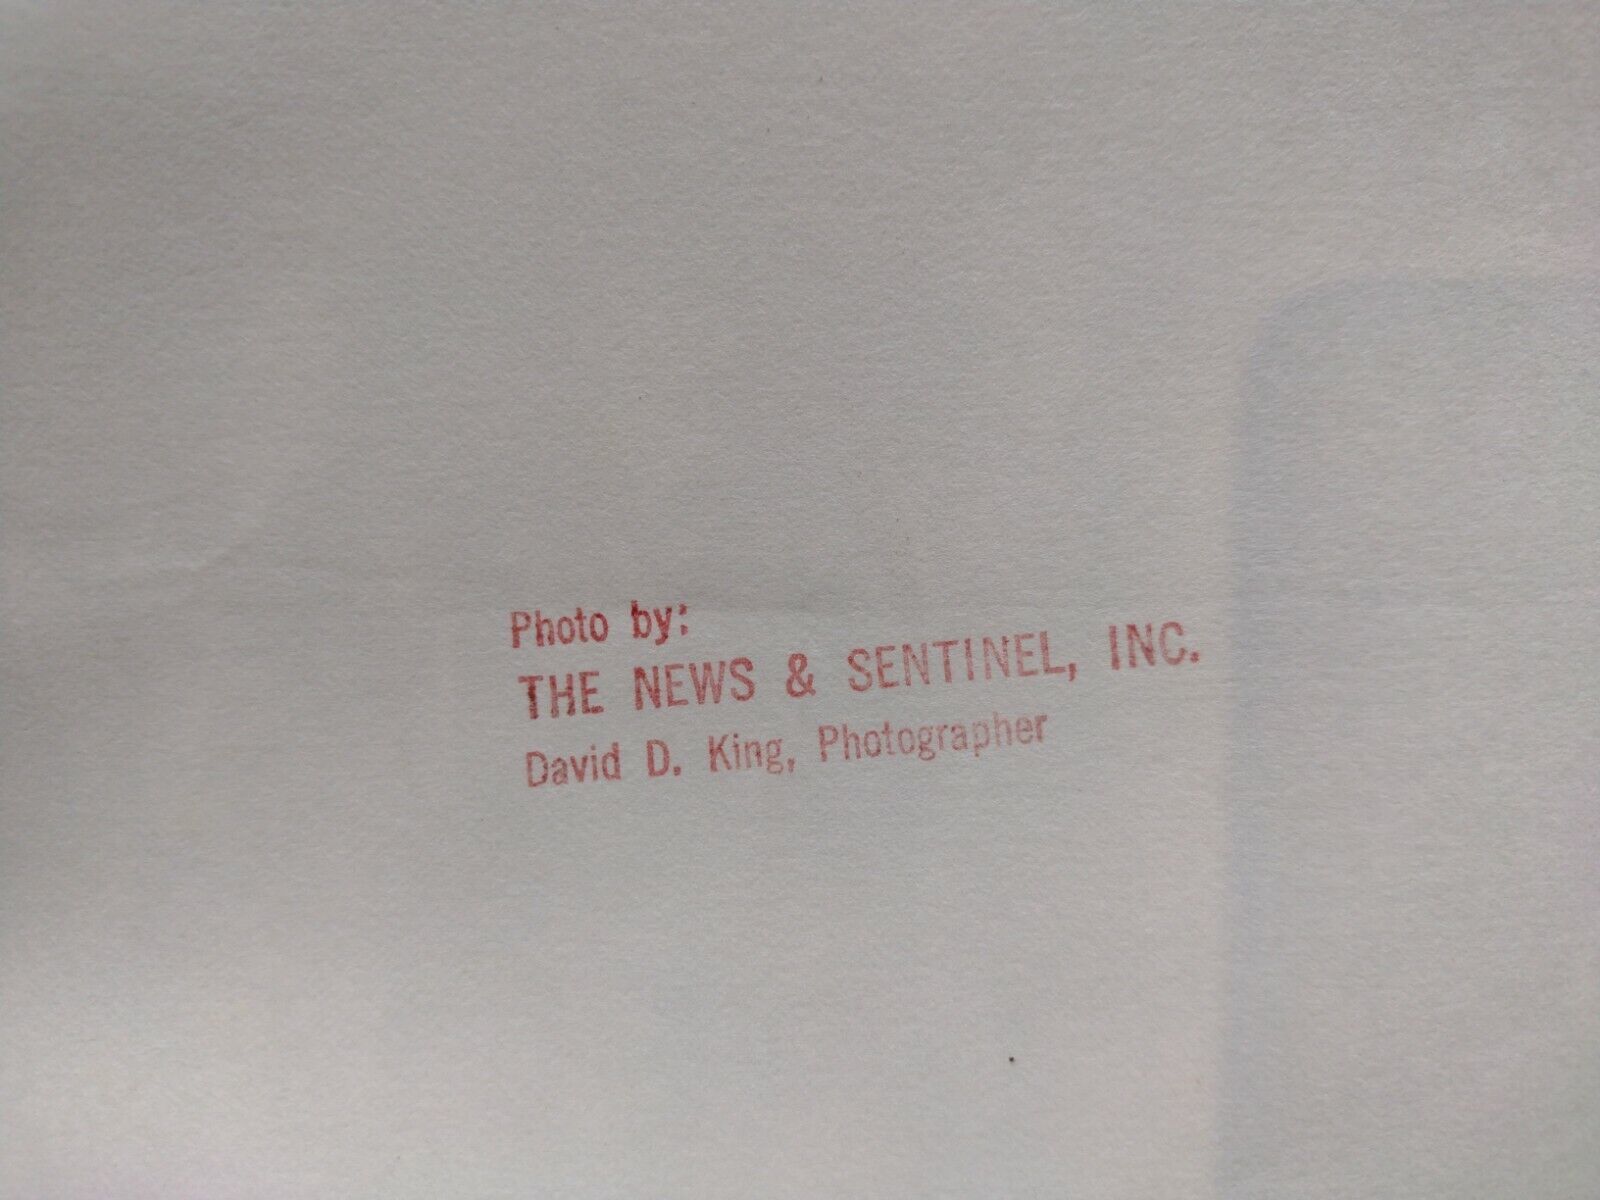 Photo by:
THE NEWS & SENTINEL, INC.
David D. King, Photographer